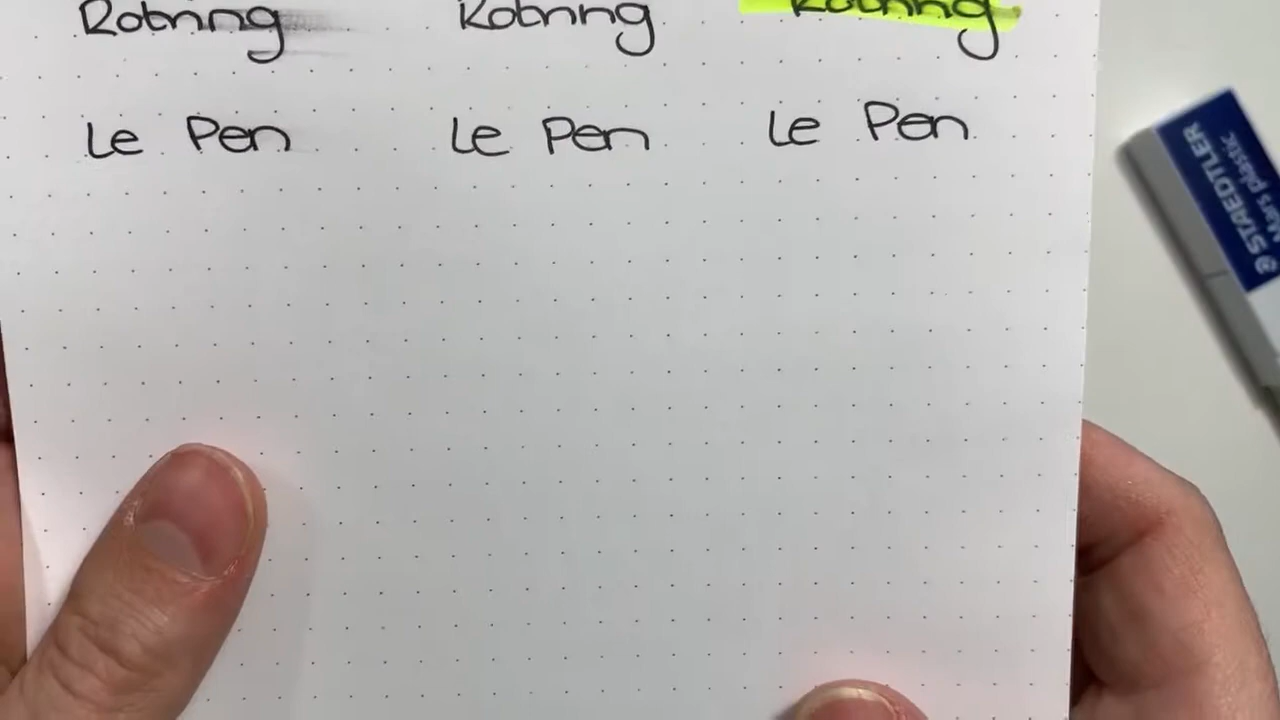 Rotring Rotring Rotring
Le Pen Le Pen Le Pen
STAEDTLER
Mars plastic